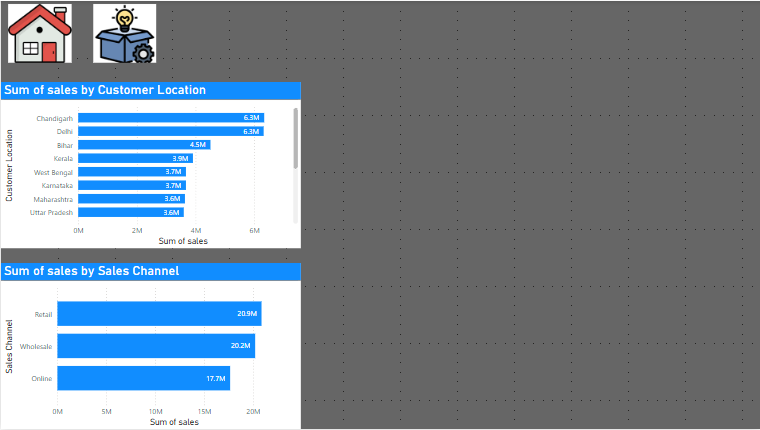 Sum of sales by Customer Location
Customer Location
Chandigarh 6.3M
Delhi 6.3M
Bihar 4.5M
Kerala 3.9M
West Bengal 3.7M
Karnataka 3.7M
Maharashtra 3.6M
Uttar Pradesh 3.6M
0M 2M 4M 6M
Sum of sales
Sum of sales by Sales Channel
Sales Channel
Retail 20.9M
Wholesale 20.2M
Online 17.7M
0M 5M 10M 15M 20M
Sum of sales